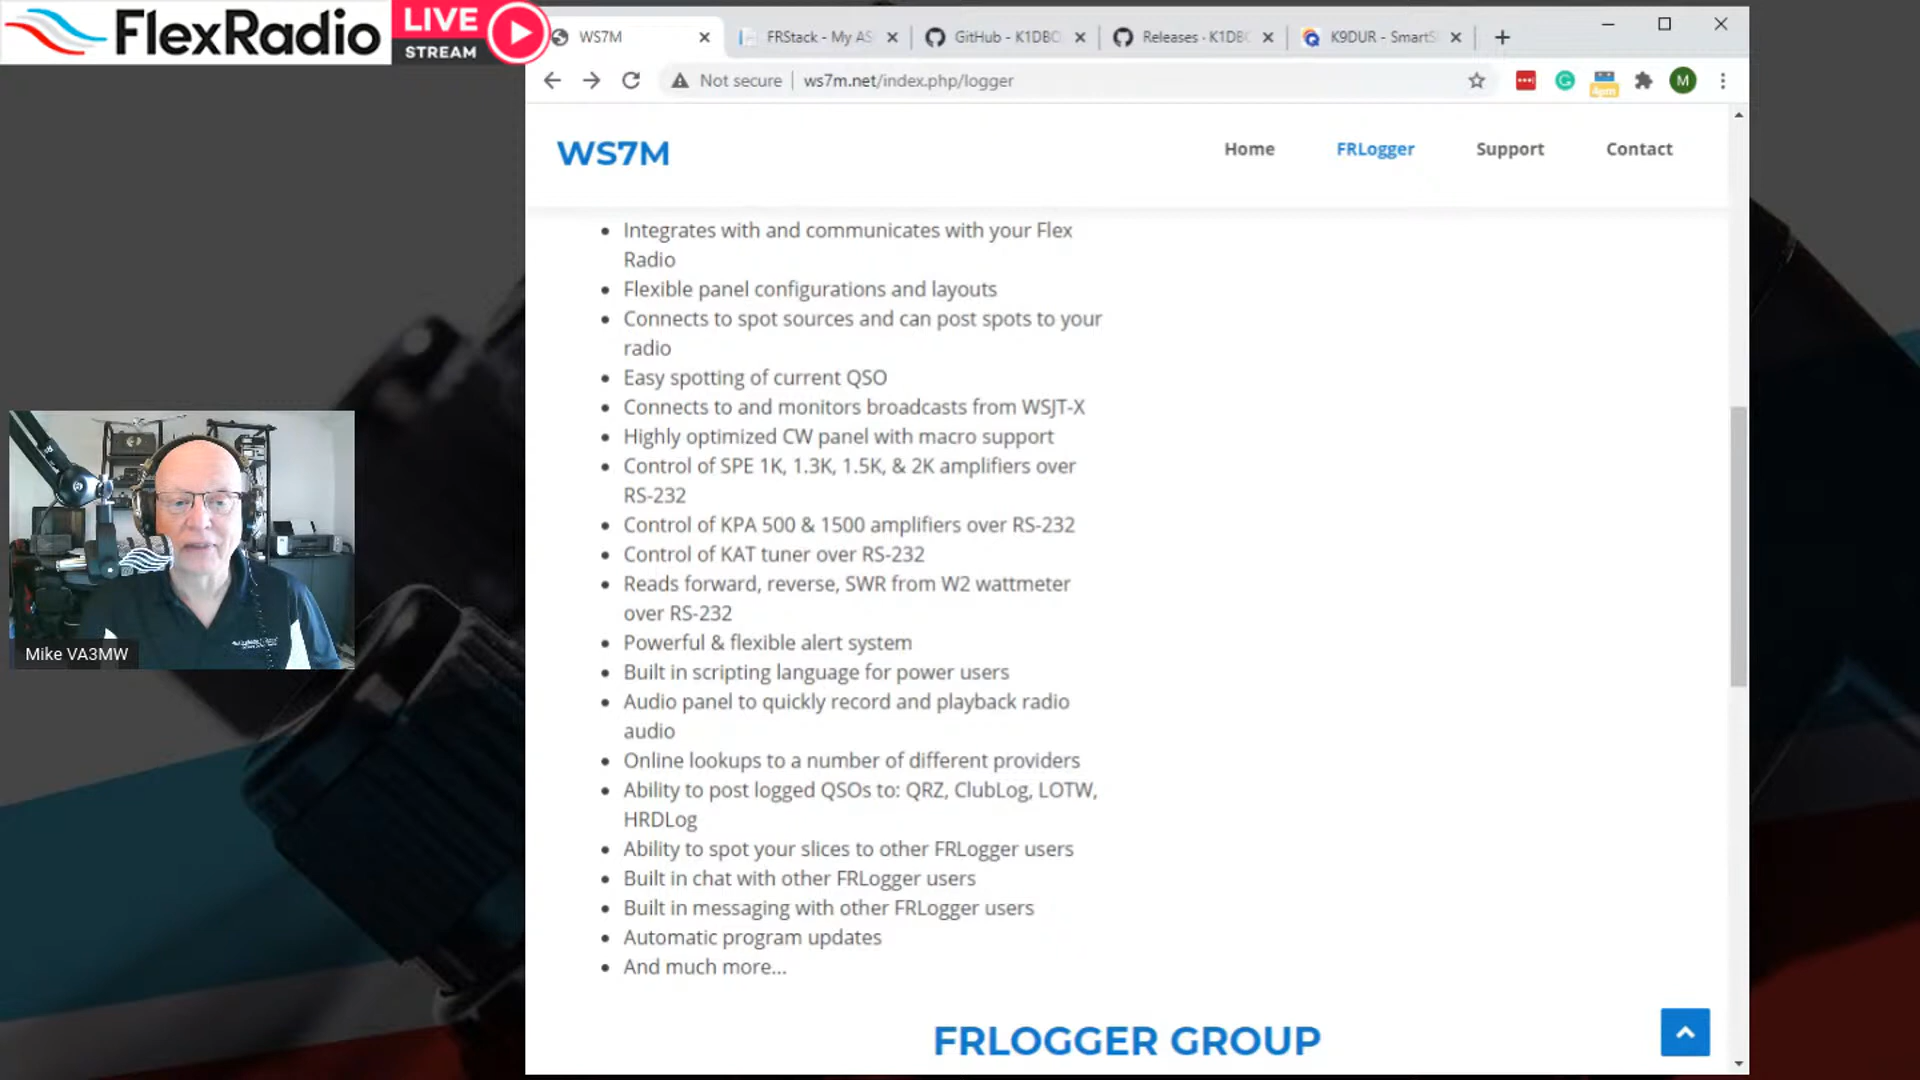 FlexRadio
LIVE
STREAM
WS7M
FRStack - My AS
GitHub - K1DBO
Releases · K1DBO
K9DUR - SmartS
Not secure
ws7m.net/index.php/logger
4pm
M
WS7M
Home
FRLogger
Support
Contact
Integrates with and communicates with your Flex
Radio
Flexible panel configurations and layouts
Connects to spot sources and can post spots to your
radio
Easy spotting of current QSO
Connects to and monitors broadcasts from WSJT-X
Highly optimized CW panel with macro support
Control of SPE 1K, 1.3K, 1.5K, & 2K amplifiers over
RS-232
Control of KPA 500 & 1500 amplifiers over RS-232
Control of KAT tuner over RS-232
Reads forward, reverse, SWR from W2 wattmeter
over RS-232
Powerful & flexible alert system
Built in scripting language for power users
Audio panel to quickly record and playback radio
audio
Online lookups to a number of different providers
Ability to post logged QSOs to: QRZ, ClubLog, LOTW,
HRDLog
Ability to spot your slices to other FRLogger users
Built in chat with other FRLogger users
Built in messaging with other FRLogger users
Automatic program updates
And much more...
FRLOGGER GROUP
Mike VA3MW